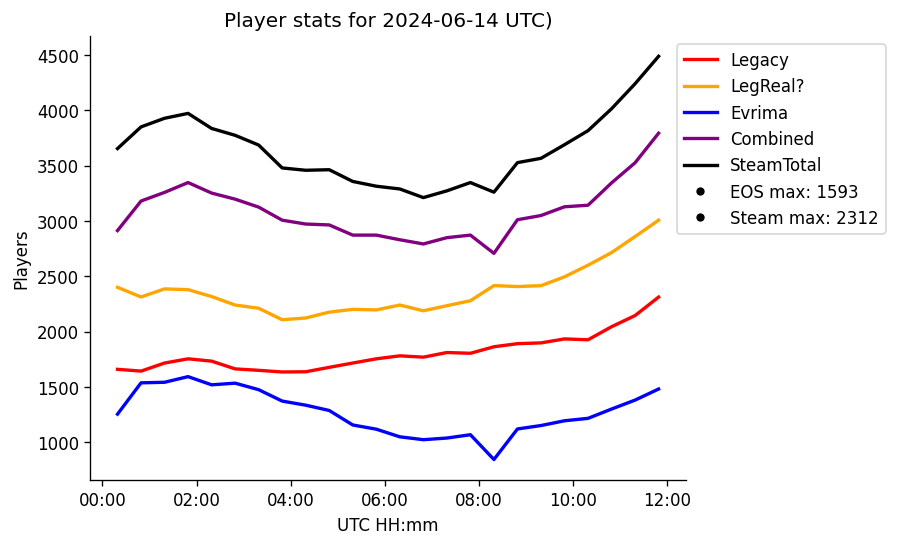 Player stats for 2024-06-14 UTC)
Players
4500
4000
3500
3000
2500
2000
1500
1000
00:00 02:00 04:00 06:00 08:00 10:00 12:00
UTC HH:mm
Legacy
LegReal?
Evrima
Combined
SteamTotal
EOS max: 1593
Steam max: 2312